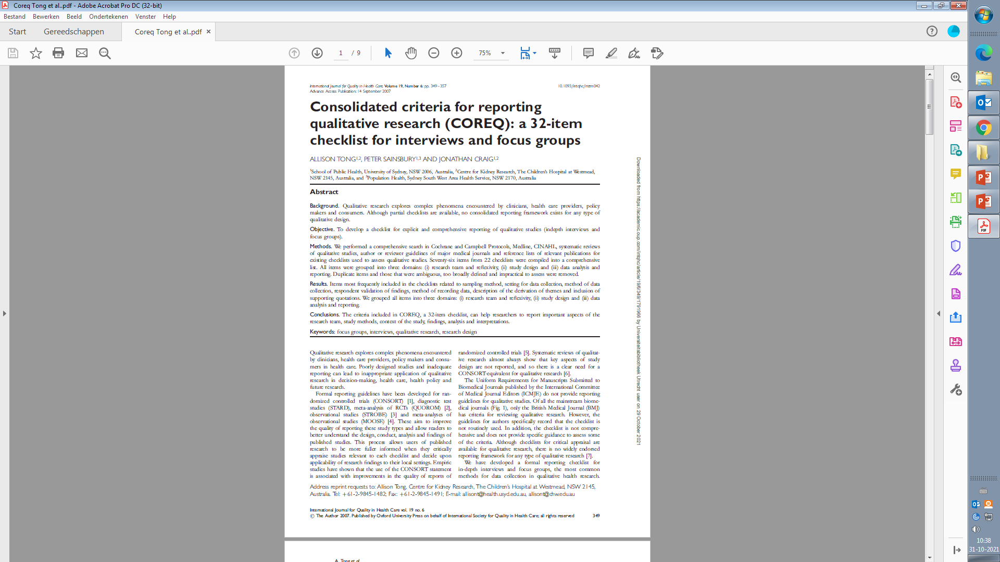 Coreq Tong et al..pdf - Adobe Acrobat Pro DC (32-bit)
Bestand Bewerken Beeld Ondertekenen Venster Help
Start Gereedschappen Coreq Tong et al..pdf ×
1 / 9 75%
International Journal for Quality in Health Care; Volume 19, Number 6: pp. 349–357 10.1093/intqhc/mzm042
Advance Access Publication: 14 September 2007
Consolidated criteria for reporting
qualitative research (COREQ): a 32-item
checklist for interviews and focus groups
ALLISON TONG1,2, PETER SAINSBURY1,3 AND JONATHAN CRAIG1,2
1School of Public Health, University of Sydney, NSW 2006, Australia, 2Centre for Kidney Research, The Children's Hospital at Westmead,
NSW 2145, Australia, and 3Population Health, Sydney South West Area Health Service, NSW 2170, Australia
Abstract
Background. Qualitative research explores complex phenomena encountered by clinicians, health care providers, policy
makers and consumers. Although partial checklists are available, no consolidated reporting framework exists for any type of
qualitative design.
Objective. To develop a checklist for explicit and comprehensive reporting of qualitative studies (indepth interviews and
focus groups).
Methods. We performed a comprehensive search in Cochrane and Campbell Protocols, Medline, CINAHL, systematic reviews
of qualitative studies, author or reviewer guidelines of major medical journals and reference lists of relevant publications for
existing checklists used to assess qualitative studies. Seventy-six items from 22 checklists were compiled into a comprehensive
list. All items were grouped into three domains: (i) research team and reflexivity, (ii) study design and (iii) data analysis and
reporting. Duplicate items and those that were ambiguous, too broadly defined and impractical to assess were removed.
Results. Items most frequently included in the checklists related to sampling method, setting for data collection, method of data
collection, respondent validation of findings, method of recording data, description of the derivation of themes and inclusion of
supporting quotations. We grouped all items into three domains: (i) research team and reflexivity, (ii) study design and (iii) data
analysis and reporting.
Conclusions. The criteria included in COREQ, a 32-item checklist, can help researchers to report important aspects of the
research team, study methods, context of the study, findings, analysis and interpretations.
Keywords: focus groups, interviews, qualitative research, research design
Qualitative research explores complex phenomena encountered
by clinicians, health care providers, policy makers and consu-
mers in health care. Poorly designed studies and inadequate
reporting can lead to inappropriate application of qualitative
research in decision-making, health care, health policy and
future research.
Formal reporting guidelines have been developed for ran-
domized controlled trials (CONSORT) [1], diagnostic test
studies (STARD), meta-analysis of RCTs (QUOROM) [2],
observational studies (STROBE) [3] and meta-analyses of
observational studies (MOOSE) [4]. These aim to improve
the quality of reporting these study types and allow readers to
better understand the design, conduct, analysis and findings of
published studies. This process allows users of published
research to be more fuller informed when they critically
appraise studies relevant to each checklist and decide upon
applicability of research findings to their local settings. Empiric
studies have shown that the use of the CONSORT statement
is associated with improvements in the quality of reports of
randomized controlled trials [5]. Systematic reviews of qualitat-
ive research almost always show that key aspects of study
design are not reported, and so there is a clear need for a
CONSORT-equivalent for qualitative research [6].
The Uniform Requirements for Manuscripts Submitted to
Biomedical Journals published by the International Committee
of Medical Journal Editors (ICMJE) do not provide reporting
guidelines for qualitative studies. Of all the mainstream biome-
dical journals (Fig. 1), only the British Medical Journal (BMJ)
has criteria for reviewing qualitative research. However, the
guidelines for authors specifically record that the checklist is
not routinely used. In addition, the checklist is not compre-
hensive and does not provide specific guidance to assess some
of the criteria. Although checklists for critical appraisal are
available for qualitative research, there is no widely endorsed
reporting framework for any type of qualitative research [7].
We have developed a formal reporting checklist for
in-depth interviews and focus groups, the most common
methods for data collection in qualitative health research.
Address reprint requests to: Allison Tong, Centre for Kidney Research, The Children's Hospital at Westmead, NSW 2145,
Australia. Tel: +61-2-9845-1482; Fax: +61-2-9845-1491; E-mail: allisont@health.usyd.edu.au, allisont@chw.edu.au
International Journal for Quality in Health Care vol. 19 no. 6
© The Author 2007. Published by Oxford University Press on behalf of International Society for Quality in Health Care; all rights reserved 349
Downloaded from https://academic.oup.com/intqhc/article/19/6/349/1791966 by Universiteitsbibliotheek Utrecht user on 29 October 2021
A. Tong et al.
10:38
31-10-2021